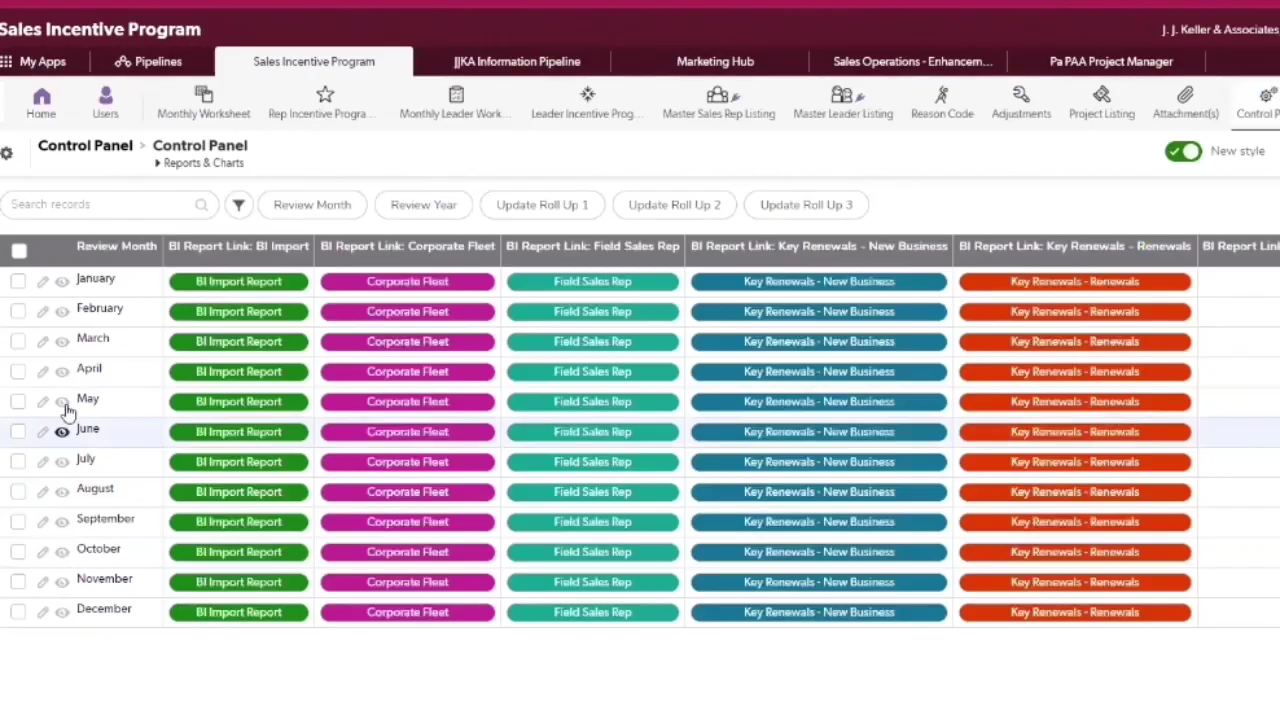 Sales Incentive Program
J. J. Keller & Associates
My Apps Pipelines Sales Incentive Program JJKA Information Pipeline Marketing Hub Sales Operations - Enhancem... Pa PAA Project Manager
Home Users Monthly Worksheet Rep Incentive Progra... Monthly Leader Work... Leader Incentive Prog... Master Sales Rep Listing Master Leader Listing Reason Code Adjustments Project Listing Attachment(s) Control P
Control Panel > Control Panel
Reports & Charts
New style
Search records Review Month Review Year Update Roll Up 1 Update Roll Up 2 Update Roll Up 3
Review Month BI Report Link: BI Import BI Report Link: Corporate Fleet BI Report Link: Field Sales Rep BI Report Link: Key Renewals - New Business BI Report Link: Key Renewals - Renewals BI Report Link
January BI Import Report Corporate Fleet Field Sales Rep Key Renewals - New Business Key Renewals - Renewals
February BI Import Report Corporate Fleet Field Sales Rep Key Renewals - New Business Key Renewals - Renewals
March BI Import Report Corporate Fleet Field Sales Rep Key Renewals - New Business Key Renewals - Renewals
April BI Import Report Corporate Fleet Field Sales Rep Key Renewals - New Business Key Renewals - Renewals
May BI Import Report Corporate Fleet Field Sales Rep Key Renewals - New Business Key Renewals - Renewals
June BI Import Report Corporate Fleet Field Sales Rep Key Renewals - New Business Key Renewals - Renewals
July BI Import Report Corporate Fleet Field Sales Rep Key Renewals - New Business Key Renewals - Renewals
August BI Import Report Corporate Fleet Field Sales Rep Key Renewals - New Business Key Renewals - Renewals
September BI Import Report Corporate Fleet Field Sales Rep Key Renewals - New Business Key Renewals - Renewals
October BI Import Report Corporate Fleet Field Sales Rep Key Renewals - New Business Key Renewals - Renewals
November BI Import Report Corporate Fleet Field Sales Rep Key Renewals - New Business Key Renewals - Renewals
December BI Import Report Corporate Fleet Field Sales Rep Key Renewals - New Business Key Renewals - Renewals